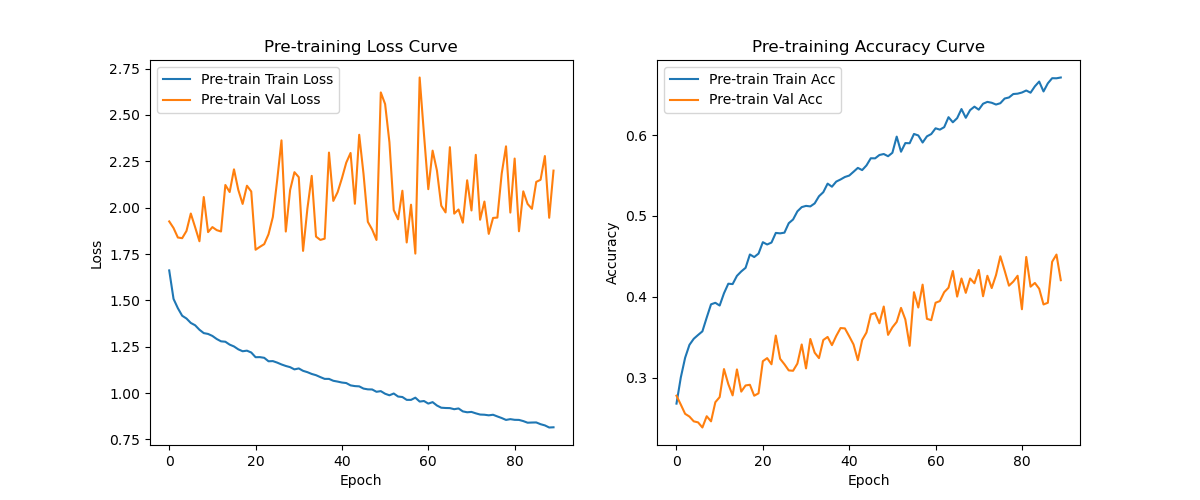 Pre-training Loss Curve
Pre-train Train Loss
Pre-train Val Loss
2.75
2.50
2.25
2.00
1.75
1.50
1.25
1.00
0.75
Loss
0 20 40 60 80
Epoch
Pre-training Accuracy Curve
Pre-train Train Acc
Pre-train Val Acc
0.6
0.5
0.4
0.3
Accuracy
0 20 40 60 80
Epoch